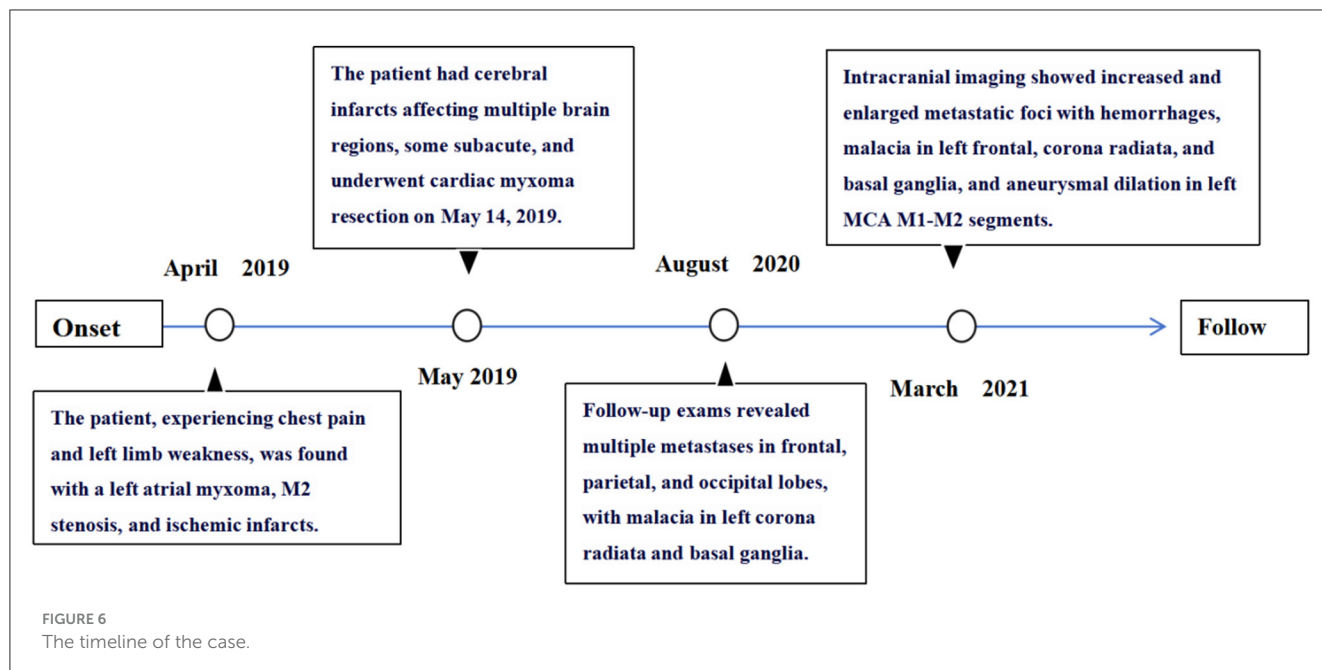 The patient had cerebral
infarcts affecting multiple brain
regions, some subacute, and
underwent cardiac myxoma
resection on May 14, 2019.
Intracranial imaging showed increased and
enlarged metastatic foci with hemorrhages,
malacia in left frontal, corona radiata, and
basal ganglia, and aneurysmal dilation in left
MCA M1-M2 segments.
April 2019
August 2020
Onset
Follow
May 2019
March 2021
The patient, experiencing chest pain
and left limb weakness, was found
with a left atrial myxoma, M2
stenosis, and ischemic infarcts.
Follow-up exams revealed
multiple metastases in frontal,
parietal, and occipital lobes,
with malacia in left corona
radiata and basal ganglia.
FIGURE 6
The timeline of the case.